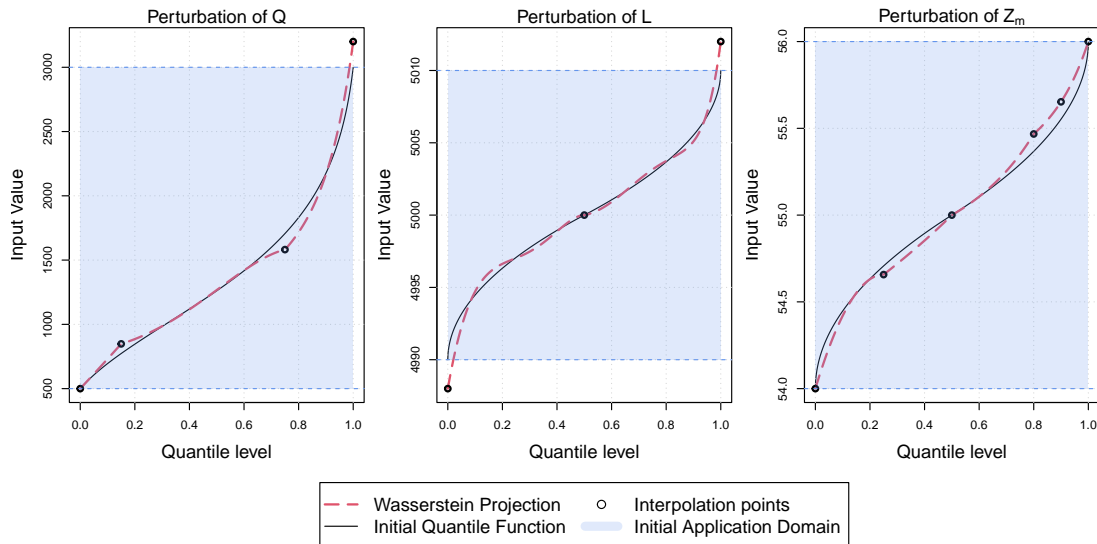 Perturbation of Q
Input Value
500 1000 1500 2000 2500 3000
0.0 0.2 0.4 0.6 0.8 1.0
Quantile level
Perturbation of L
Input Value
4990 4995 5000 5005 5010
0.0 0.2 0.4 0.6 0.8 1.0
Quantile level
Perturbation of Zm
Input Value
54.0 54.5 55.0 55.5 56.0
0.0 0.2 0.4 0.6 0.8 1.0
Quantile level
Wasserstein Projection
Initial Quantile Function
Interpolation points
Initial Application Domain